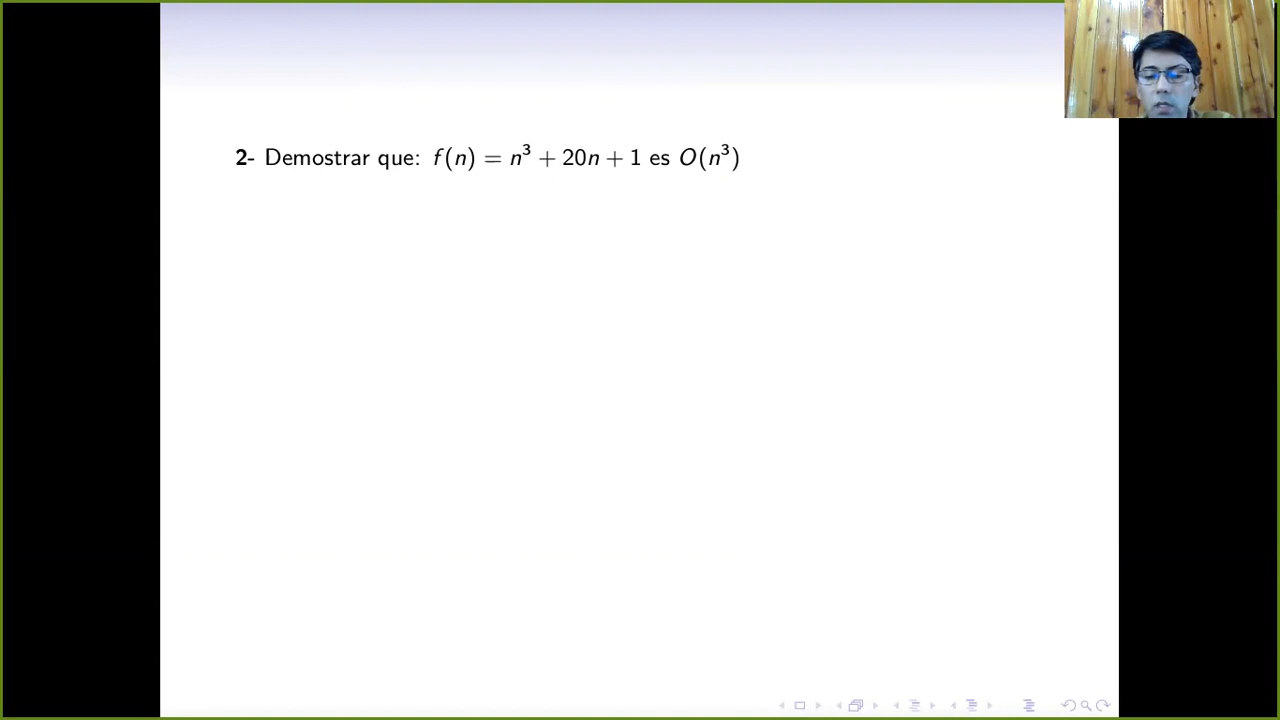 2- Demostrar que: f(n) = n³ + 20n + 1 es O(n³)